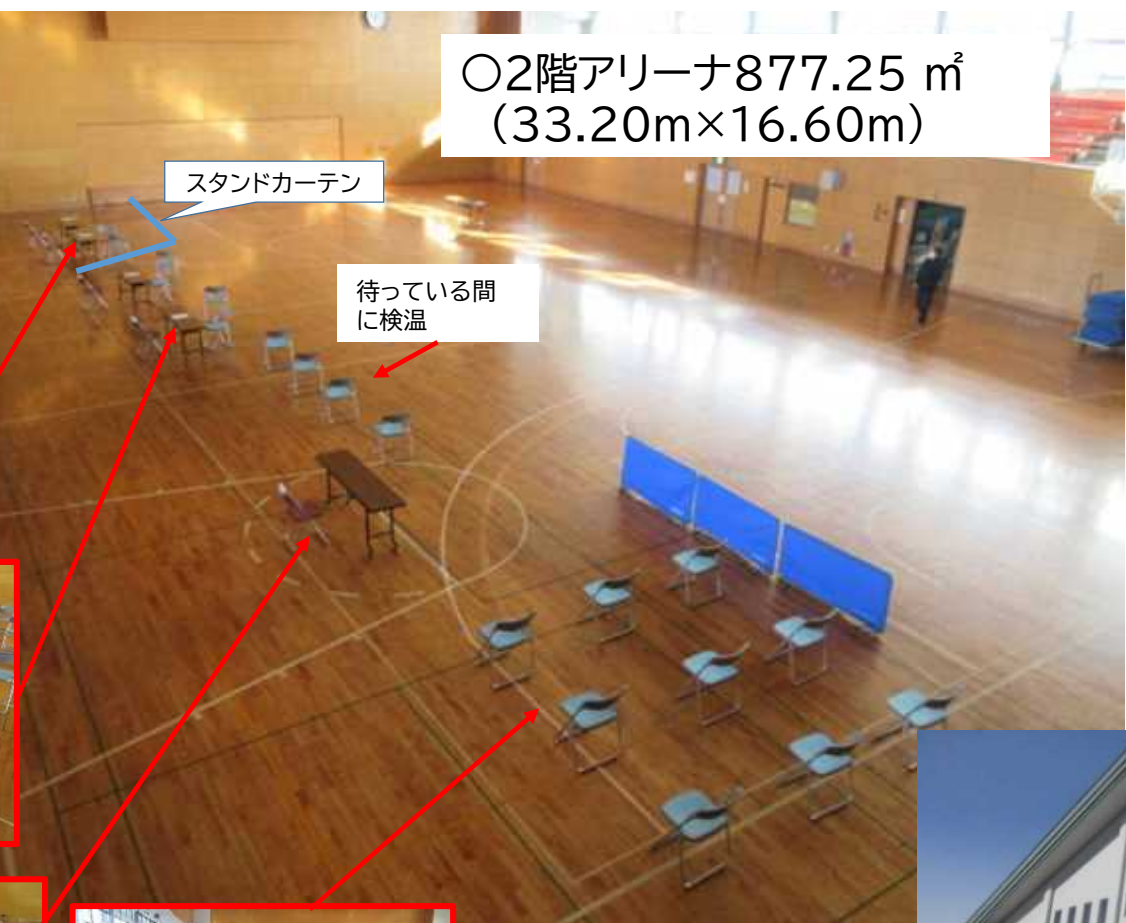 ○2階アリーナ877.25 ㎡
（33.20m×16.60m）
スタンドカーテン
待っている間
に検温